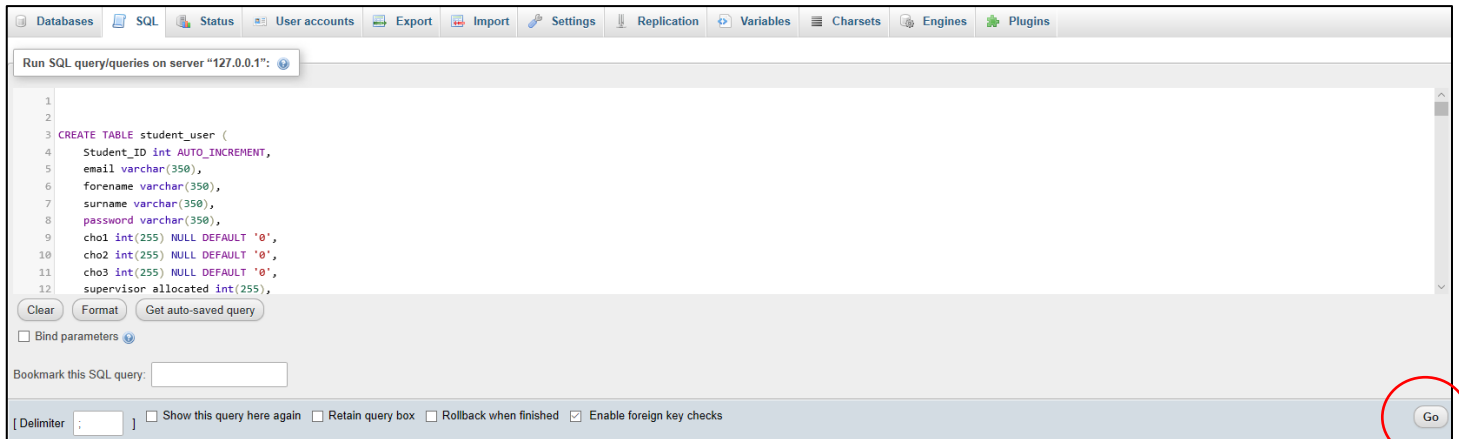 Databases SQL Status User accounts Export Import Settings Replication Variables Charsets Engines Plugins
Run SQL query/queries on server “127.0.0.1”:
1
2
3 CREATE TABLE student_user (
4 Student_ID int AUTO_INCREMENT,
5 email varchar(350),
6 forename varchar(350),
7 surname varchar(350),
8 password varchar(350),
9 cho1 int(255) NULL DEFAULT '0',
10 cho2 int(255) NULL DEFAULT '0',
11 cho3 int(255) NULL DEFAULT '0',
12 supervisor allocated int(255),
Clear Format Get auto-saved query
Bind parameters
Bookmark this SQL query:
[ Delimiter ; ] Show this query here again Retain query box Rollback when finished Enable foreign key checks Go